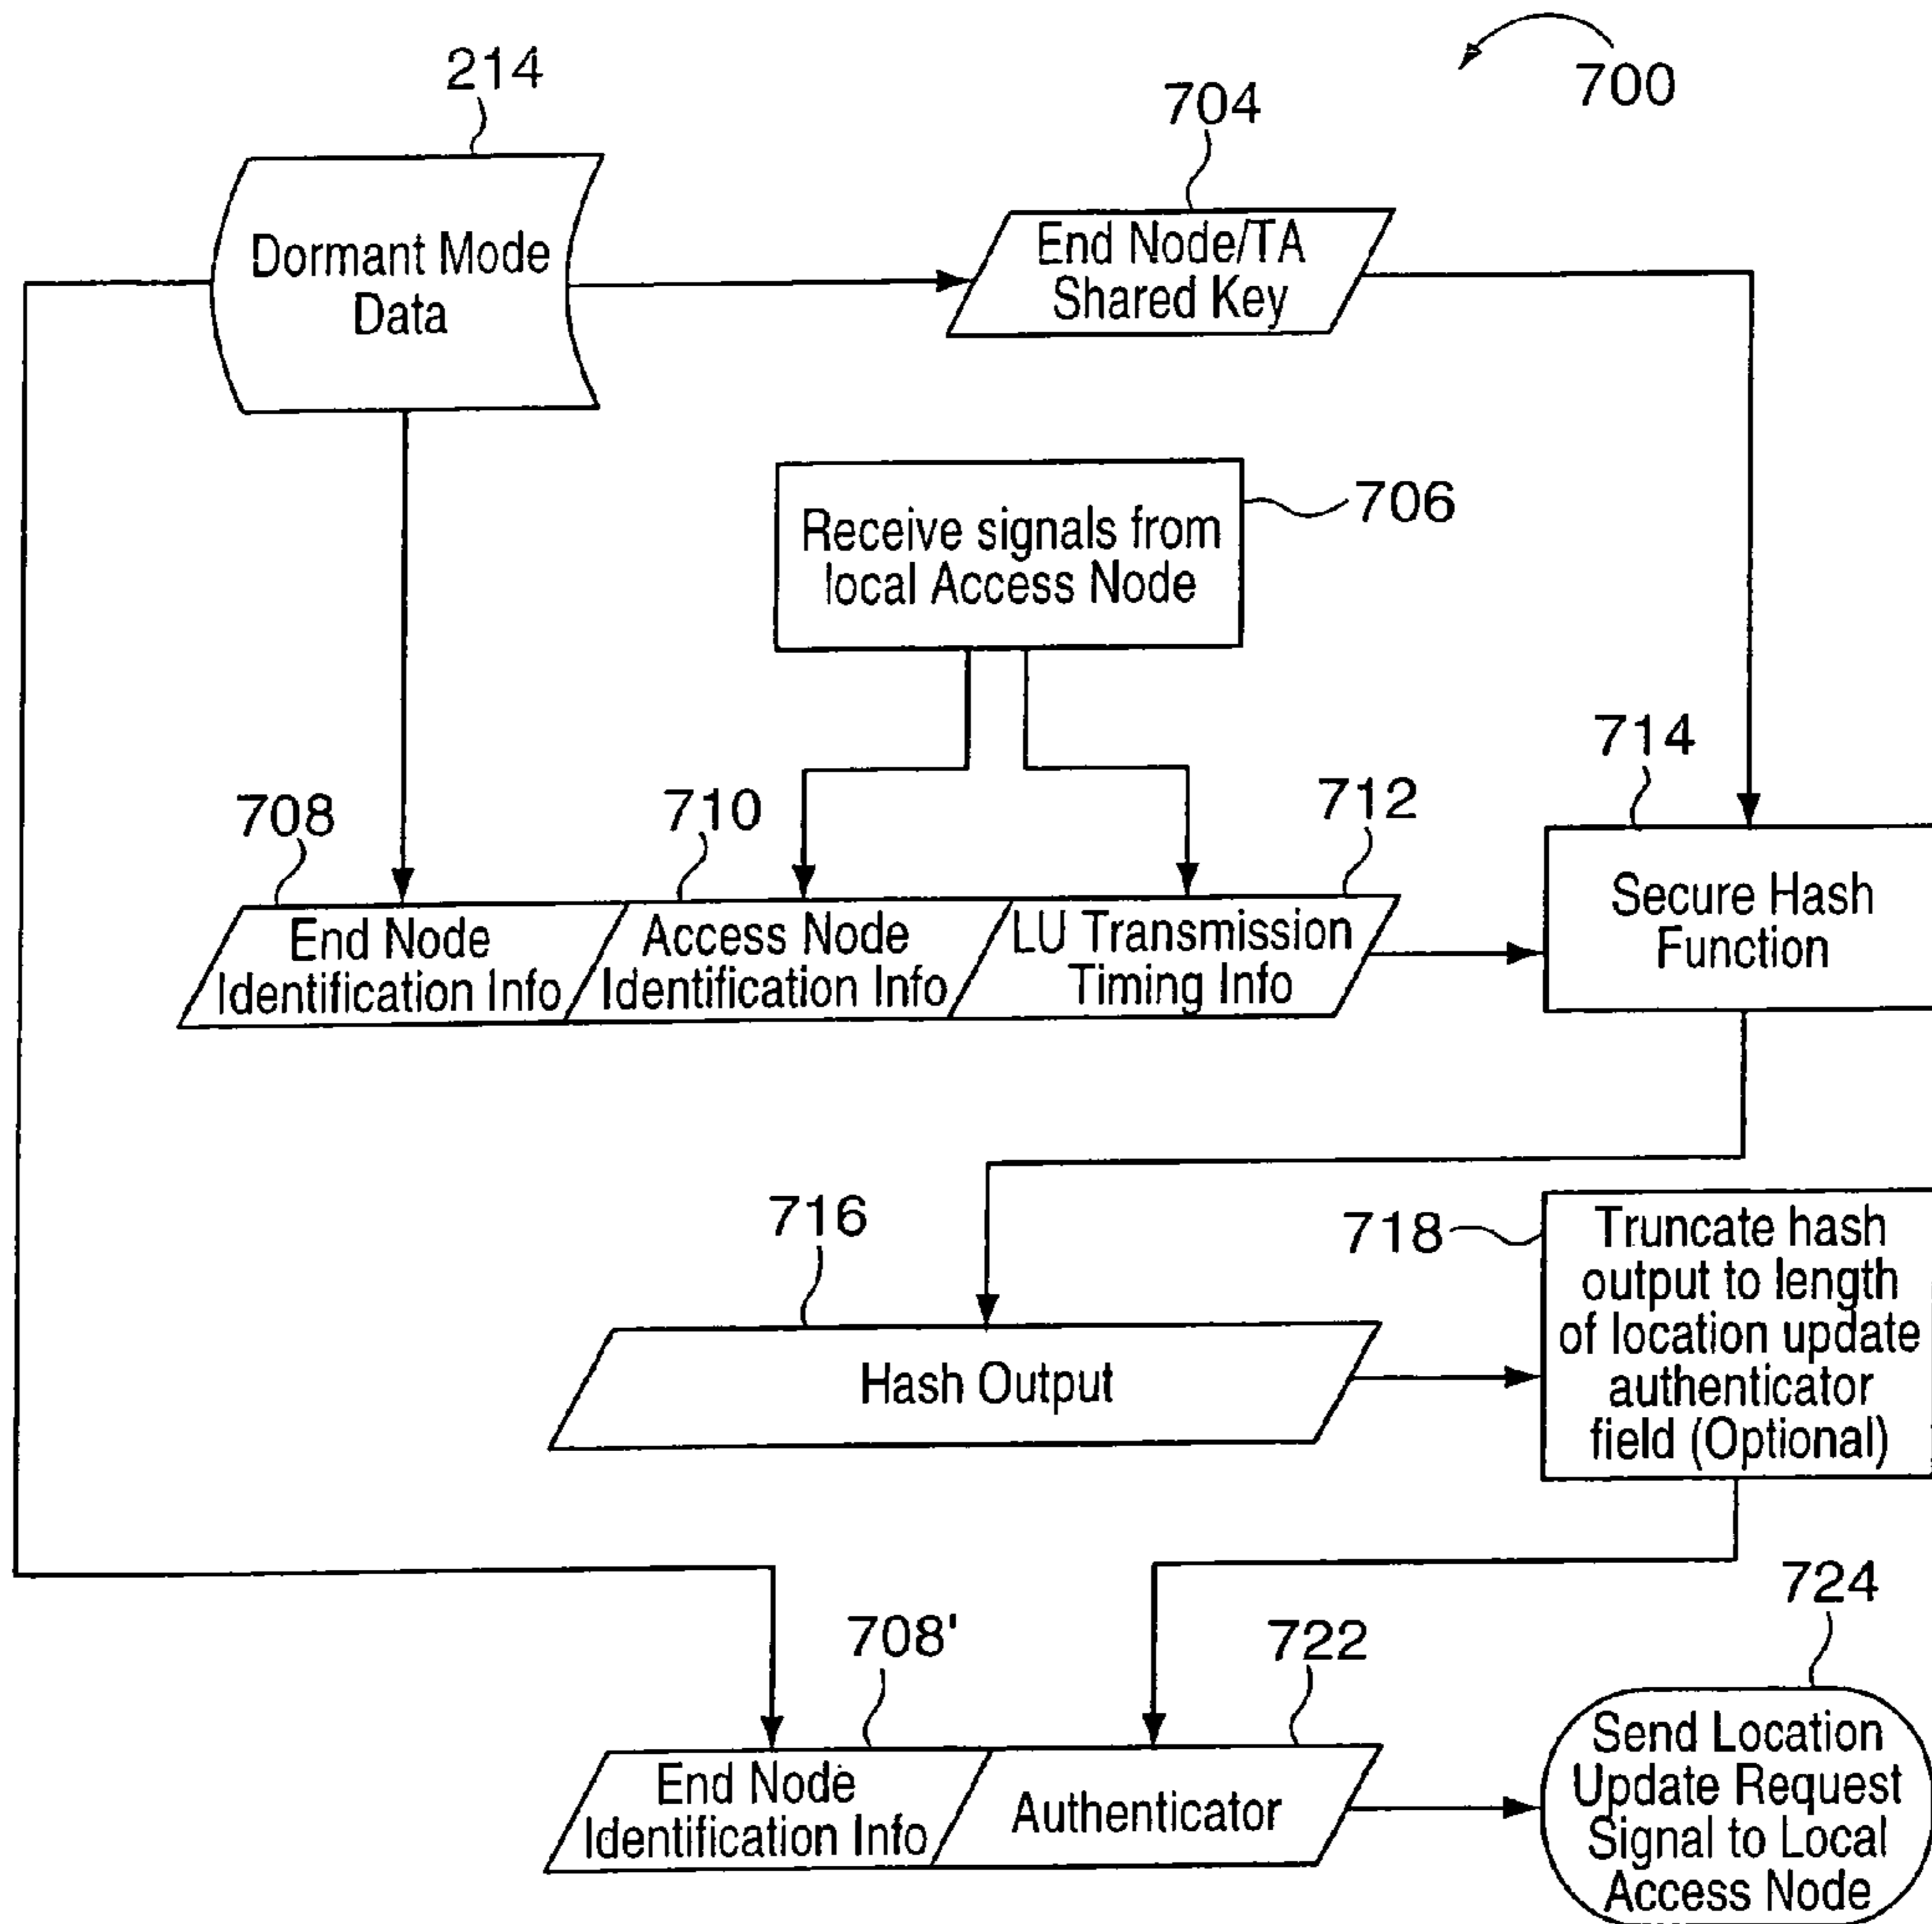 700
214
704
Dormant Mode
Data
End Node/TA
Shared Key
706
Receive signals from
local Access Node
714
708
710
712
End Node
Identification Info
Access Node
Identification Info
LU Transmission
Timing Info
Secure Hash
Function
716
718
Hash Output
Truncate hash
output to length
of location update
authenticator
field (Optional)
724
708'
722
End Node
Identification Info
Authenticator
Send Location
Update Request
Signal to Local
Access Node